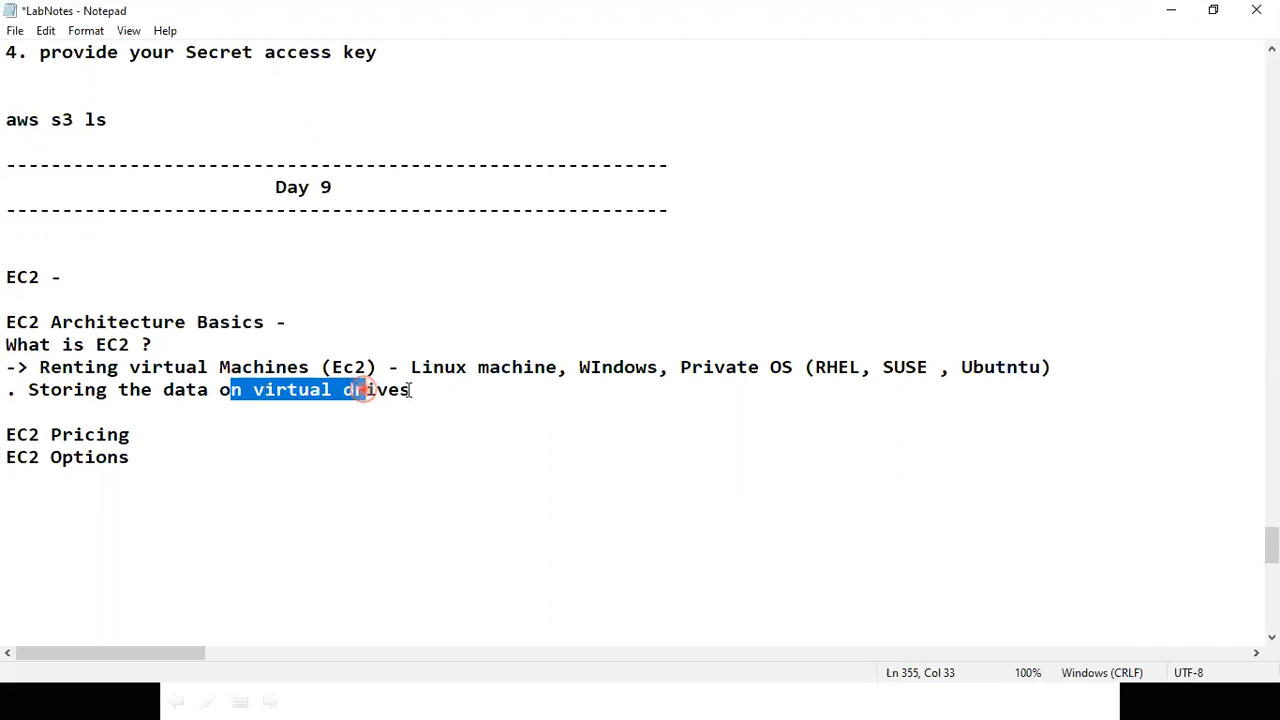 *LabNotes - Notepad
File Edit Format View Help
4. provide your Secret access key
aws s3 ls
-----------------------------------------------------------
Day 9
-----------------------------------------------------------
EC2 -
EC2 Architecture Basics -
What is EC2 ?
-> Renting virtual Machines (Ec2) - Linux machine, WIndows, Private OS (RHEL, SUSE , Ubutntu)
. Storing the data on virtual drives
EC2 Pricing
EC2 Options
Ln 355, Col 33 100% Windows (CRLF) UTF-8